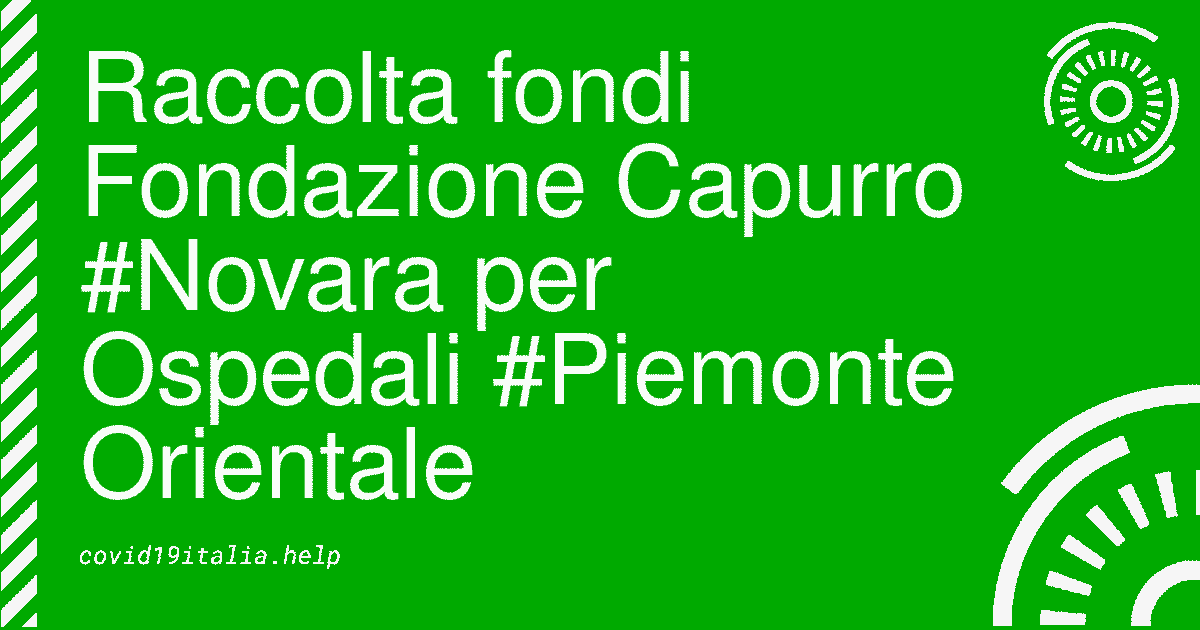 Raccolta fondi
Fondazione Capurro
#Novara per
Ospedali #Piemonte
Orientale
covid19italia.help